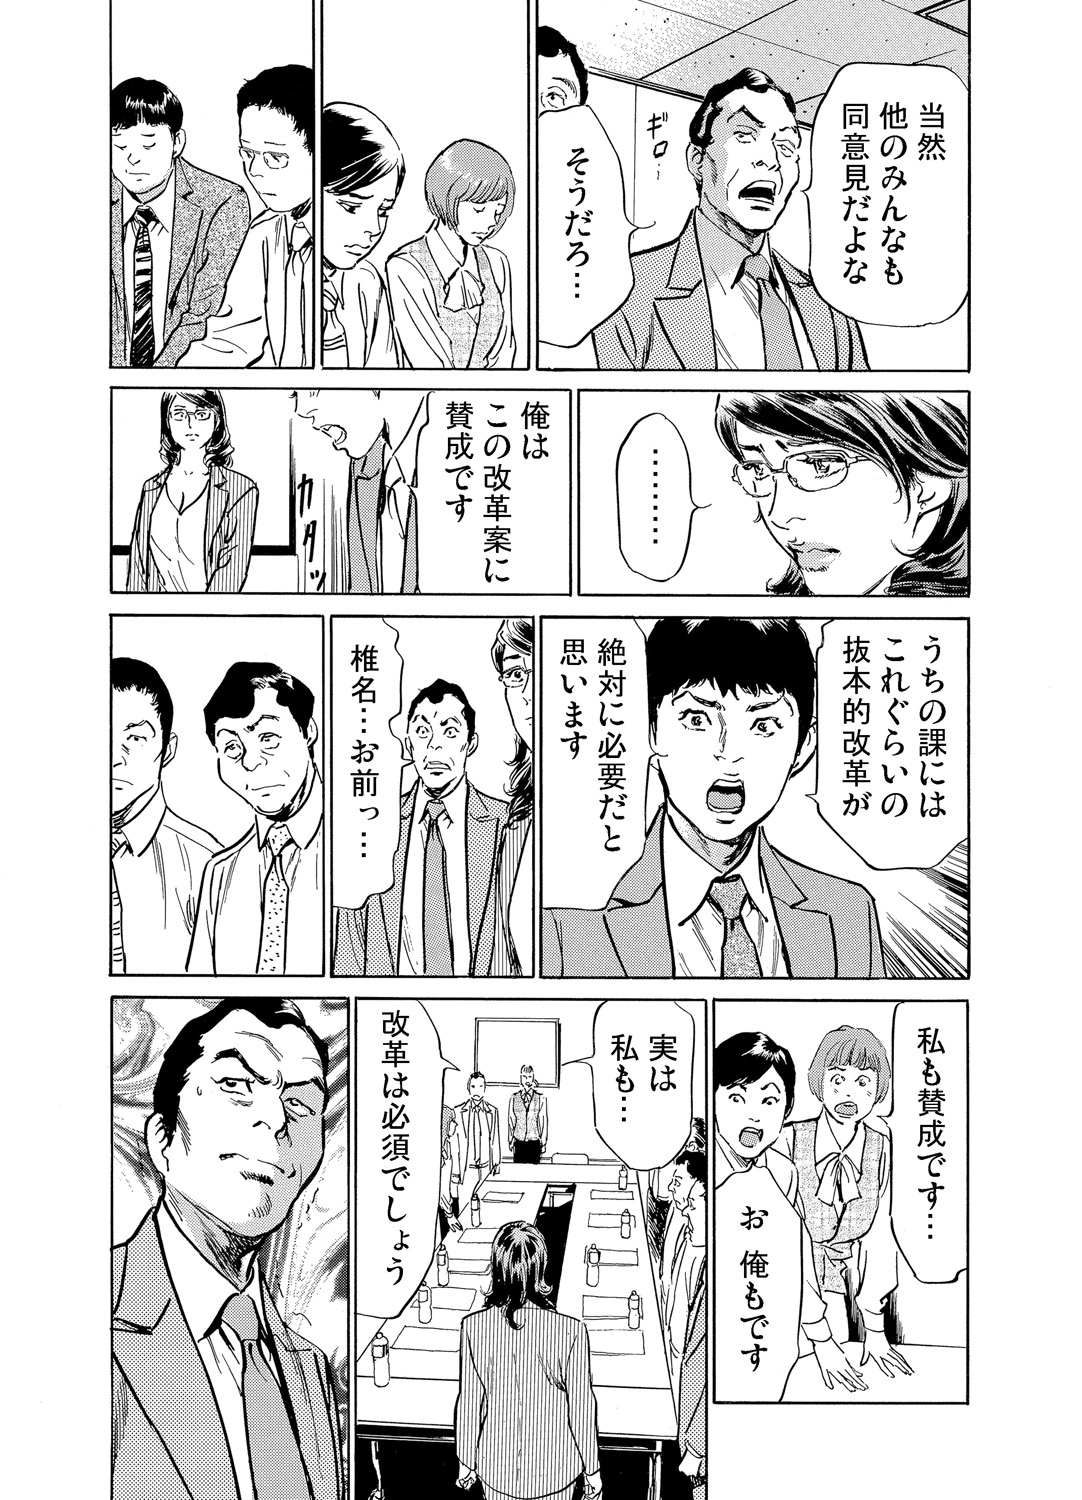 当然
他のみんなも
同意見だよな
ギロ…
そうだろ…
………
俺は
この改革案に
賛成です
カタッ
うちの課には
これぐらいの
抜本的改革が
絶対に必要だと
思います
椎名…お前っ…
私も賛成です…
お 俺もです
実は
私も…
改革は必須でしょう